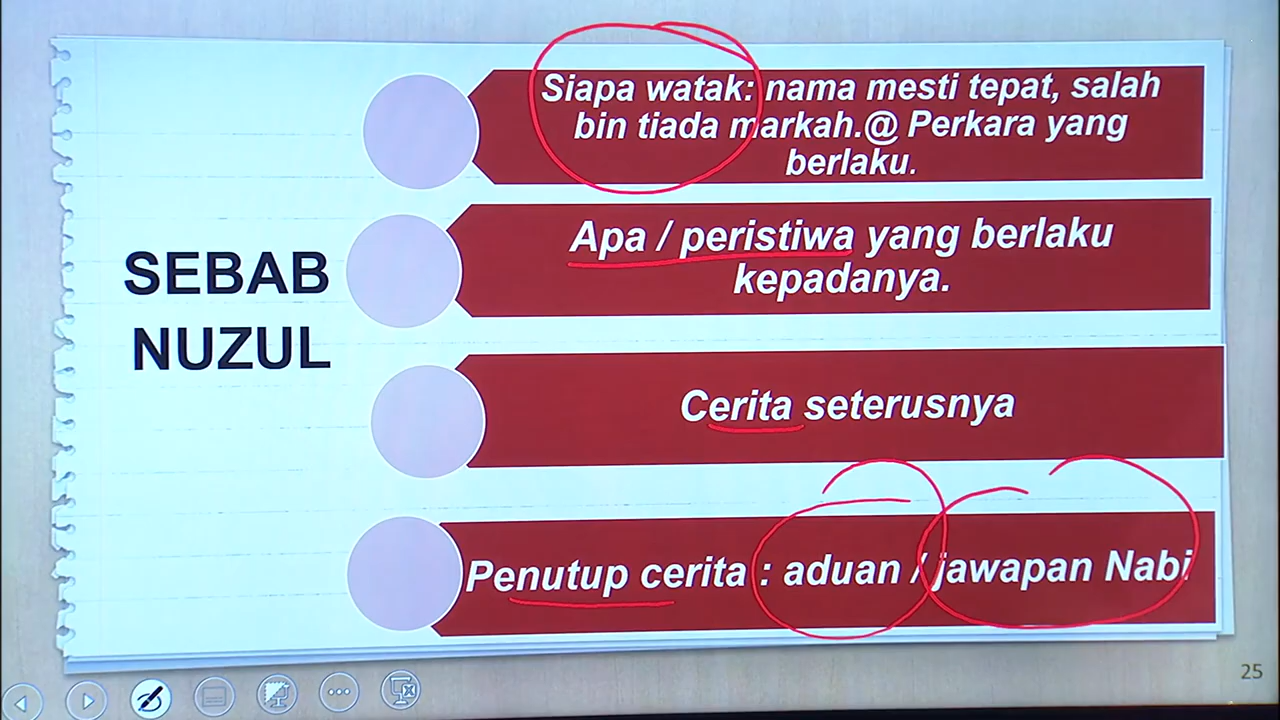 SEBAB
NUZUL
Siapa watak: nama mesti tepat, salah
bin tiada markah.@ Perkara yang
berlaku.
Apa / peristiwa yang berlaku
kepadanya.
Cerita seterusnya
Penutup cerita : aduan / jawapan Nabi
25